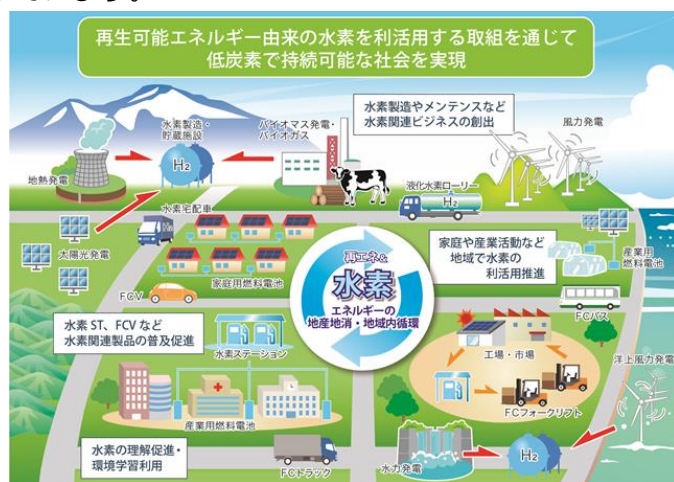 再生可能エネルギー由来の水素を利活用する取組を通じて
低炭素で持続可能な社会を実現
水素製造・
貯蔵施設
H2
バイオマス発電・
バイオガス
水素製造やメンテンスなど
水素関連ビジネスの創出
風力発電
地熱発電
液化水素ローリー
H2
水素宅配車
太陽光発電
家庭用燃料電池
再エネ&
水素
エネルギーの
地産地消・地域内循環
家庭や産業活動など
地域で水素の
利活用推進
産業用
燃料電池
FCV
FCバス
水素 ST、FCV など
水素関連製品の普及促進
水素ステーション
工場・市場
洋上風力発電
産業用燃料電池
FCフォークリフト
水素の理解促進・
環境学習利用
FCトラック
水力発電
H2